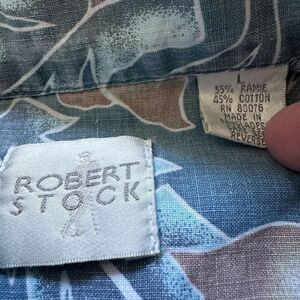 ROBERT
STOCK
L
55% RAMIE
45% COTTON
RN 80076
MADE IN
REVERSE